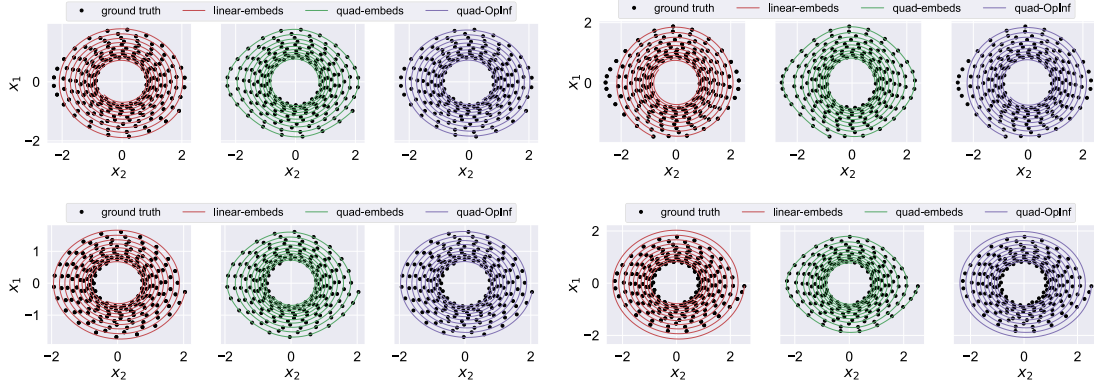 ground truth linear-embeds quad-embeds quad-OpInf
x₁
0
−2
−2 0 2 −2 0 2 −2 0 2
x₂ x₂ x₂
ground truth linear-embeds quad-embeds quad-OpInf
x₁
2
0
−2 0 2 −2 0 2 −2 0 2
x₂ x₂ x₂
ground truth linear-embeds quad-embeds quad-OpInf
x₁
1
0
−1
−2 0 2 −2 0 2 −2 0 2
x₂ x₂ x₂
ground truth linear-embeds quad-embeds quad-OpInf
x₁
2
0
−2
−2 0 2 −2 0 2 −2 0 2
x₂ x₂ x₂